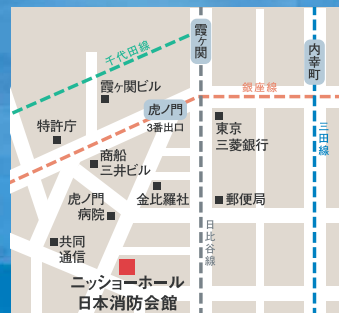 霞ヶ関
内幸町
千代田線
霞ヶ関ビル
銀座線
虎ノ門
3番出口
特許庁
東京
三菱銀行
三田線
商船
三井ビル
虎ノ門
病院
金比羅社
郵便局
日比谷線
共同
通信
ニッショーホール
日本消防会館